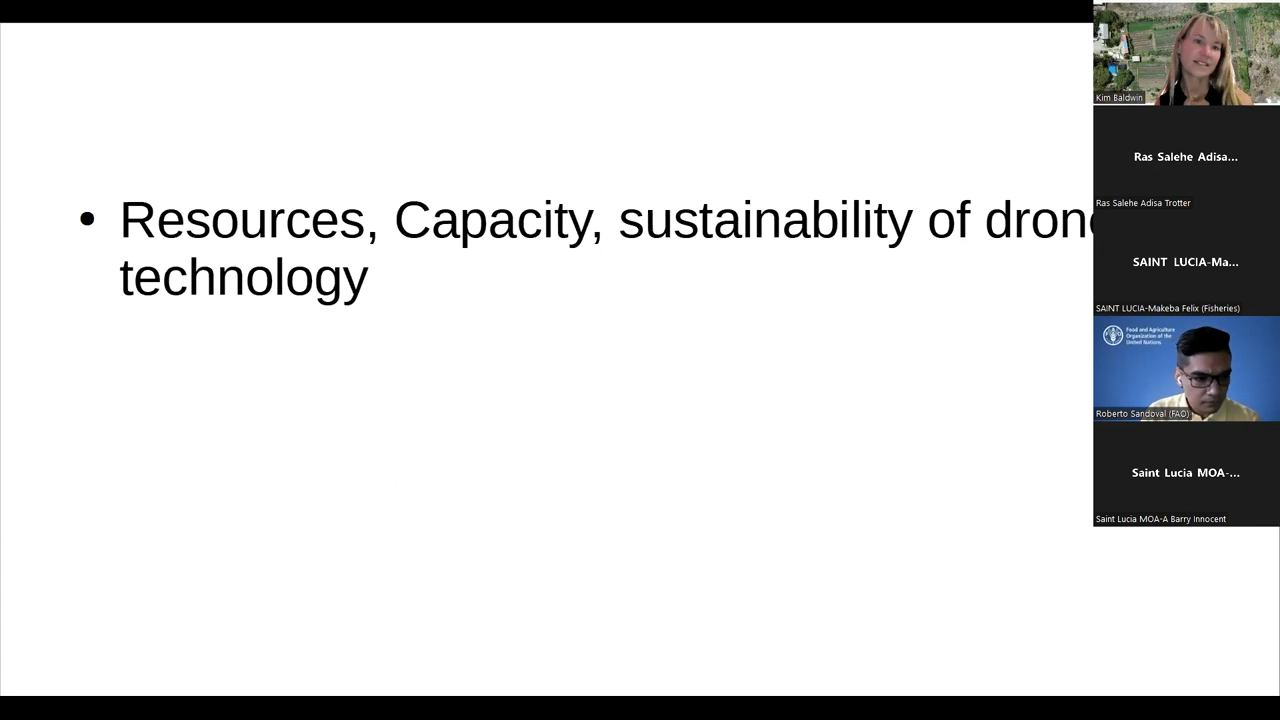 • Resources, Capacity, sustainability of dron
technology
Kim Baldwin
Ras Salehe Adisa...
Ras Salehe Adisa Trotter
SAINT LUCIA-Ma...
SAINT LUCIA-Makeba Felix (Fisheries)
Food and Agriculture
Organization of the
United Nations
Roberto Sandoval (FAO)
Saint Lucia MOA-...
Saint Lucia MOA-A Barry Innocent